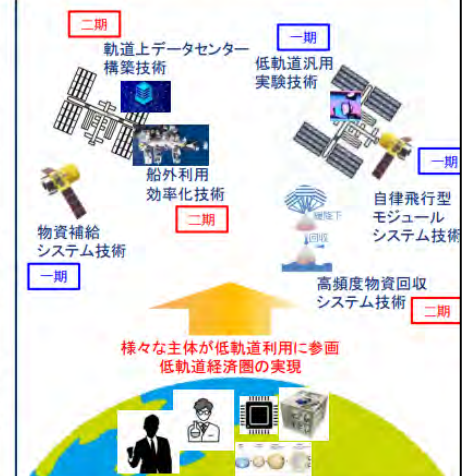 二期
軌道上データセンター
構築技術
一期
低軌道汎用
実験技術
船外利用
効率化技術
二期
物資補給
システム技術
一期
一期
自律飛行型
モジュール
システム技術
緩降下
回収
高頻度物資回収
システム技術
二期
様々な主体が低軌道利用に参画
低軌道経済圏の実現